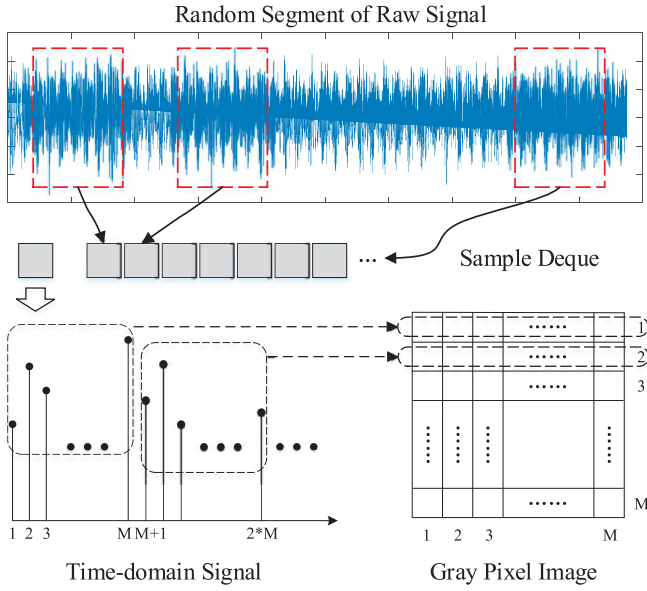 Random Segment of Raw Signal
... Sample Deque
1
......
2
......
3
......
M
......
1 2 3 M M+1 2*M
1 2 3 M
Time-domain Signal
Gray Pixel Image